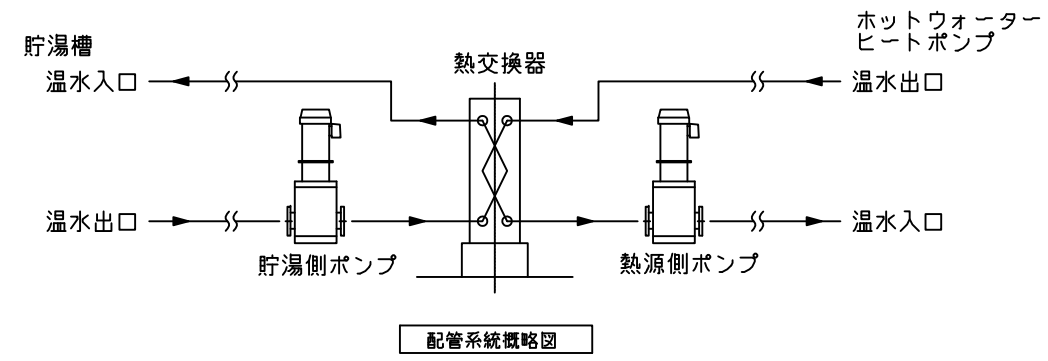 貯湯槽
温水入口
温水出口
熱交換器
ホットウォーター
ヒートポンプ
温水出口
温水入口
貯湯側ポンプ
熱源側ポンプ
配管系統概略図